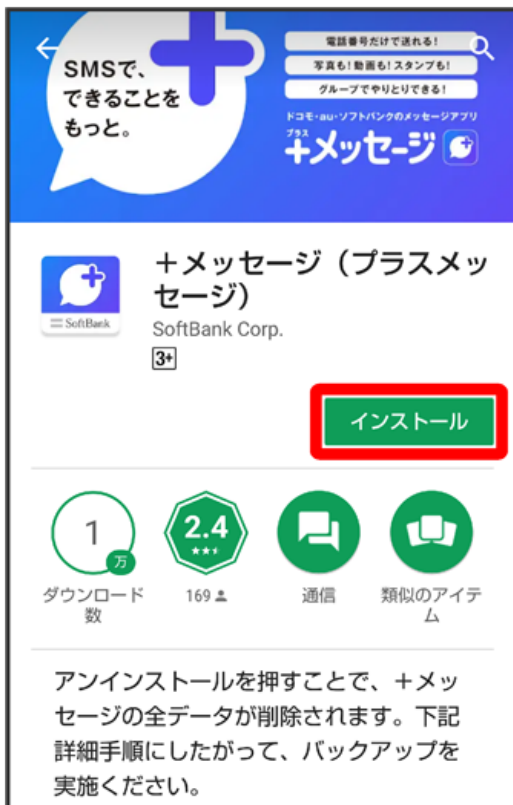 SMSで、
できることを
もっと。
電話番号だけで送れる！
写真も！動画も！スタンプも！
グループでやりとりできる！
ドコモ・au・ソフトバンクのメッセージアプリ
プラス
＋メッセージ
＋メッセージ（プラスメッ
セージ）
SoftBank
SoftBank Corp.
3+
インストール
1
万
ダウンロード
数
2.4
169
通信
類似のアイテ
ム
アンインストールを押すことで、＋メッ
セージの全データが削除されます。下記
詳細手順にしたがって、バックアップを
実施ください。